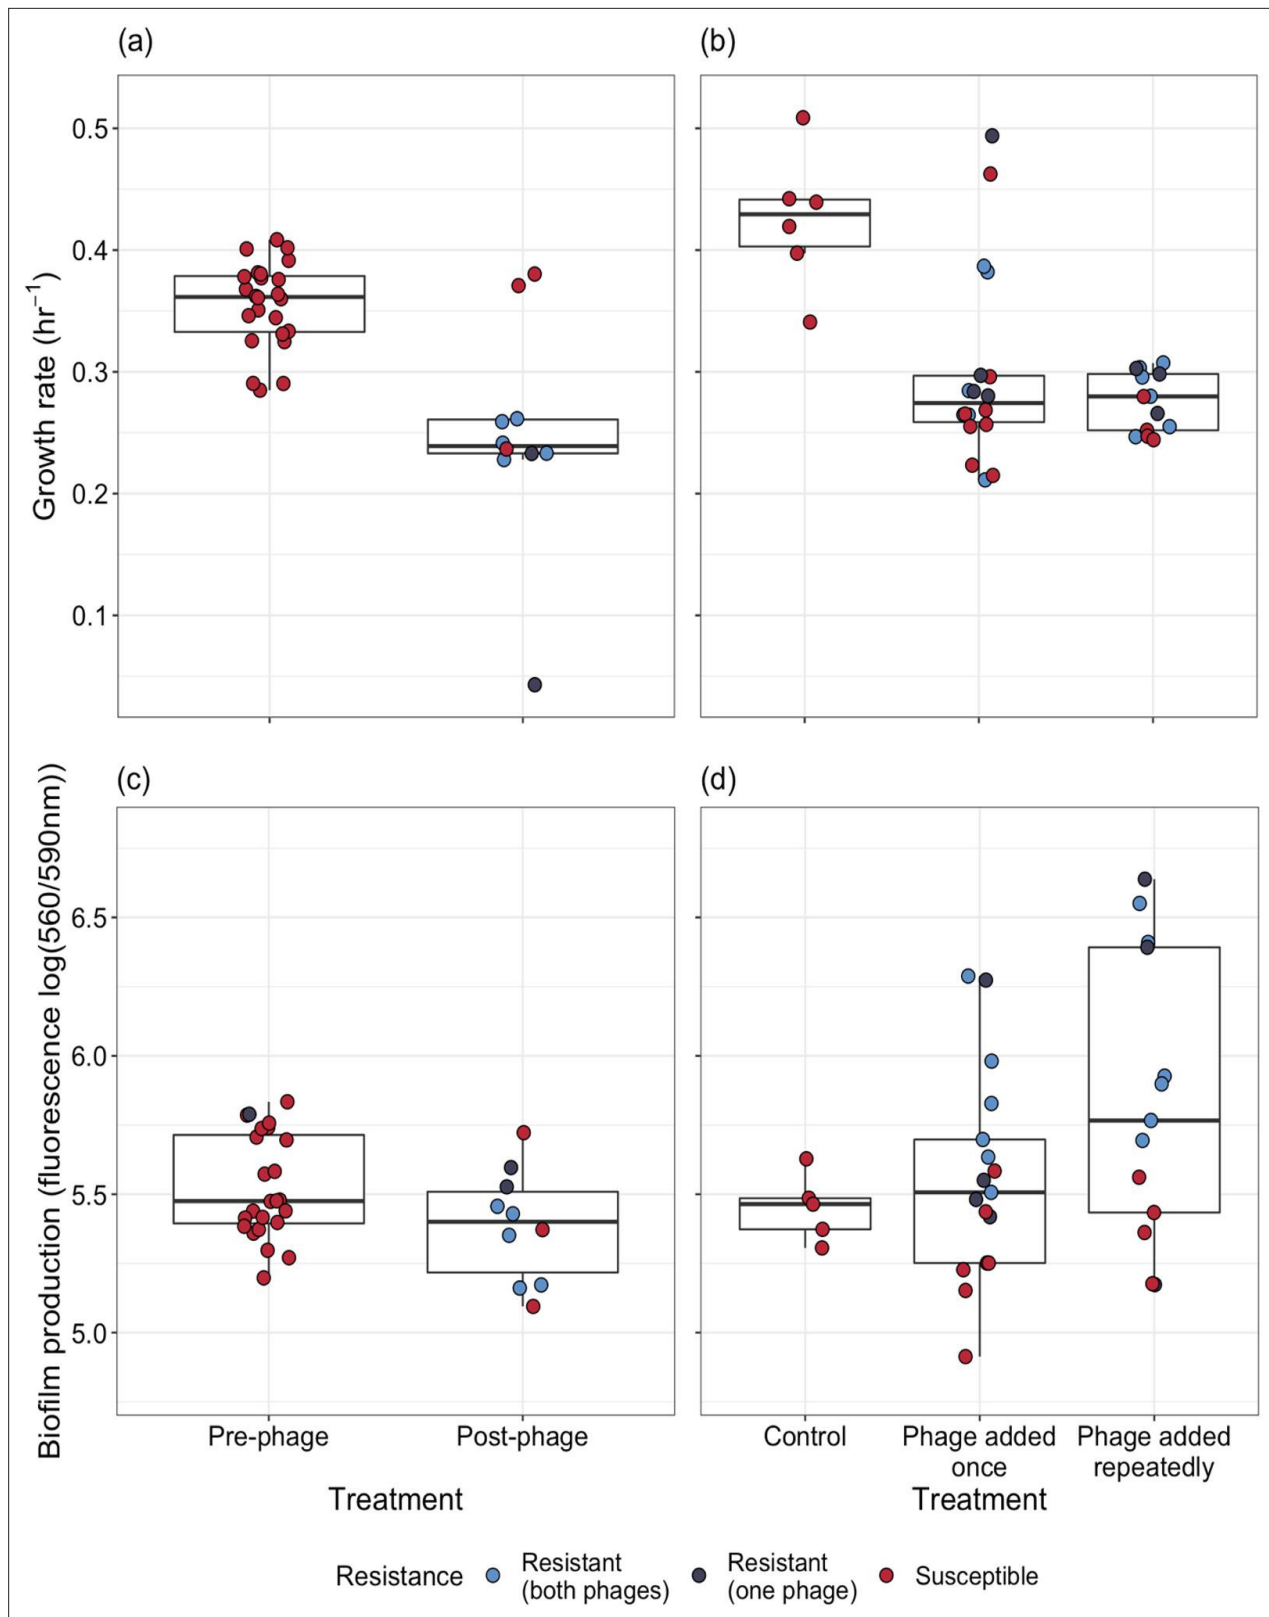 (a)
(b)
Growth rate (hr⁻¹)
0.5
0.4
0.3
0.2
0.1
(c)
(d)
Biofilm production (fluorescence log(560/590nm))
6.5
6.0
5.5
5.0
Pre-phage
Post-phage
Treatment
Control
Phage added
once
Phage added
repeatedly
Treatment
Resistance
Resistant
(both phages)
Resistant
(one phage)
Susceptible